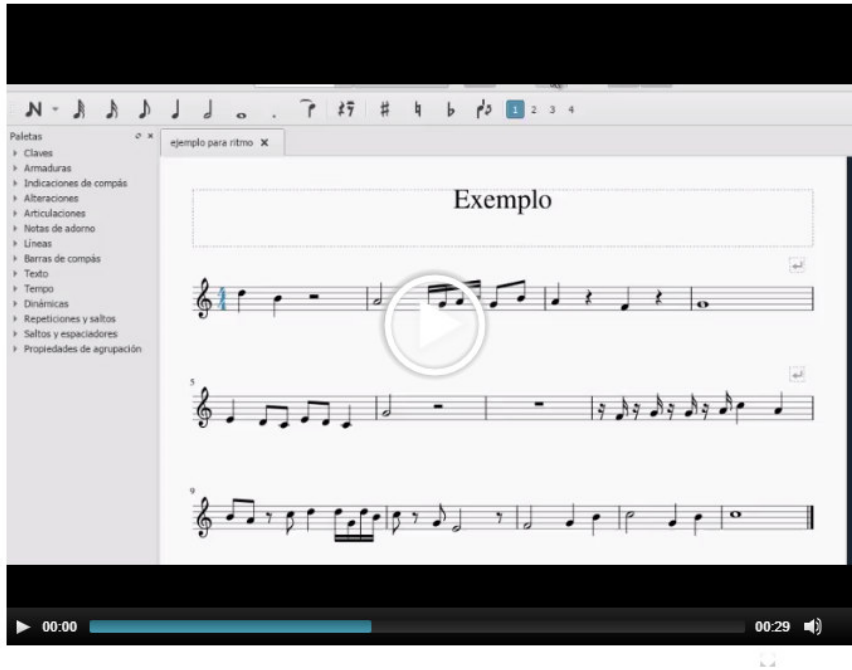 1 2 3 4
Paletas
Claves
Armaduras
Indicaciones de compás
Alteraciones
Articulaciones
Notas de adorno
Líneas
Barras de compás
Texto
Tempo
Dinámicas
Repeticiones y saltos
Saltos y espaciadores
Propiedades de agrupación
ejemplo para ritmo
Exemplo
4
4
5
9
00:00
00:29